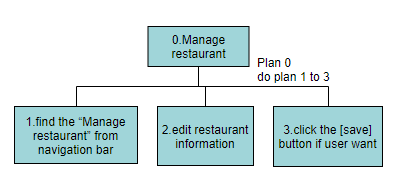 0.Manage
restaurant
Plan 0
do plan 1 to 3
1.find the “Manage
restaurant” from
navigation bar
2.edit restaurant
information
3.click the [save]
button if user want